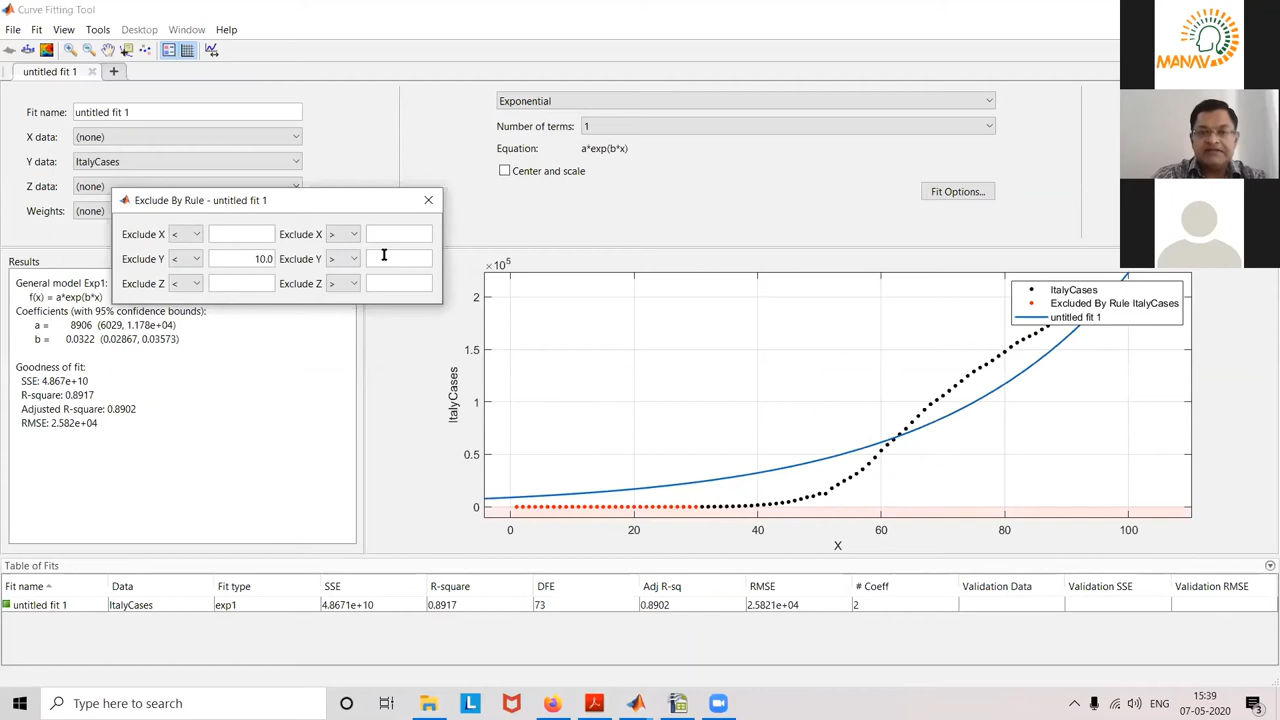 Curve Fitting Tool
File Fit View Tools Desktop Window Help
untitled fit 1
Fit name: untitled fit 1
X data: (none)
Y data: ItalyCases
Z data: (none)
Weights: (none)
Exponential
Number of terms: 1
Equation: a*exp(b*x)
Center and scale
Fit Options...
MANAV
Exclude By Rule - untitled fit 1
Exclude X < Exclude X >
Exclude Y < 10.0 Exclude Y >
Exclude Z < Exclude Z >
Results
General model Exp1:
f(x) = a*exp(b*x)
Coefficients (with 95% confidence bounds):
a = 8906 (6029, 1.178e+04)
b = 0.0322 (0.02867, 0.03573)
Goodness of fit:
SSE: 4.867e+10
R-square: 0.8917
Adjusted R-square: 0.8902
RMSE: 2.582e+04
×10⁵
2
1.5
1
0.5
0
ItalyCases
0 20 40 60 80 100
X
ItalyCases
Excluded By Rule ItalyCases
untitled fit 1
Table of Fits
Fit name Data Fit type SSE R-square DFE Adj R-sq RMSE # Coeff Validation Data Validation SSE Validation RMSE
untitled fit 1 ItalyCases exp1 4.8671e+10 0.8917 73 0.8902 2.5821e+04 2
Type here to search
L
ENG
15:39
07-05-2020
3